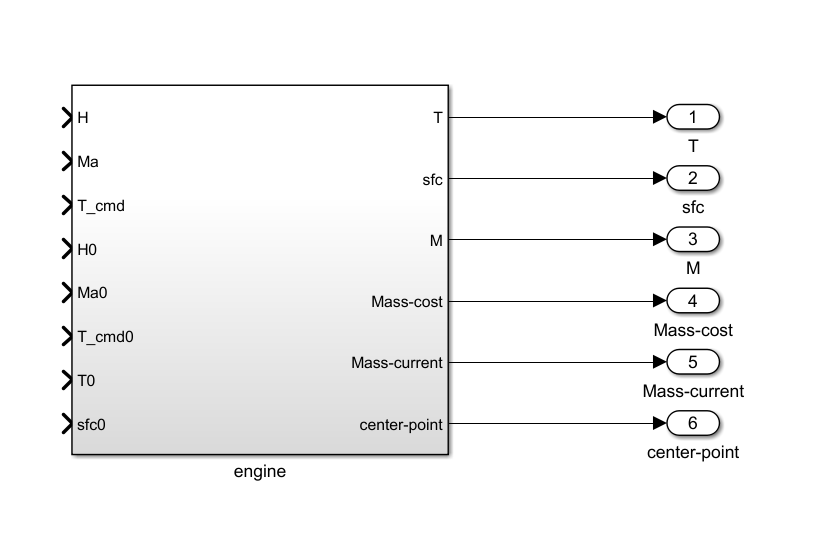 H
Ma
T_cmd
H0
Ma0
T_cmd0
T0
sfc0
T
sfc
M
Mass-cost
Mass-current
center-point
engine
1
T
2
sfc
3
M
4
Mass-cost
5
Mass-current
6
center-point